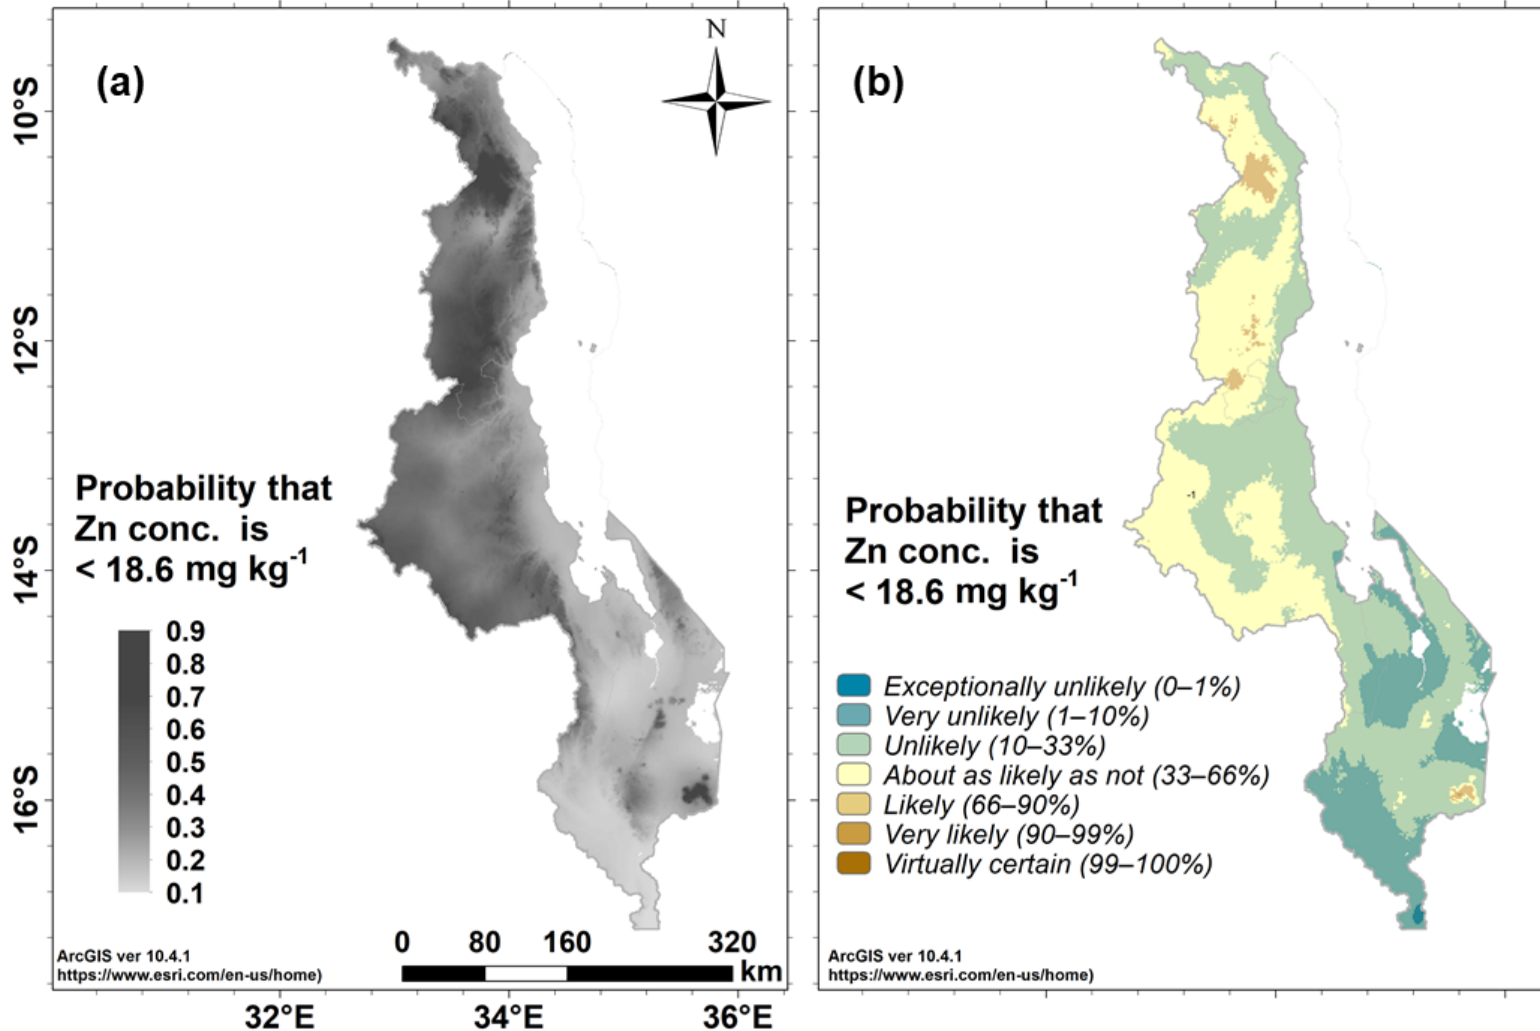 (a)
N
10°S
12°S
14°S
16°S
Probability that
Zn conc. is
< 18.6 mg kg-1
0.9
0.8
0.7
0.6
0.5
0.4
0.3
0.2
0.1
ArcGIS ver 10.4.1
https://www.esri.com/en-us/home)
0 80 160 320
km
32°E 34°E 36°E
(b)
-1
Probability that
Zn conc. is
< 18.6 mg kg-1
Exceptionally unlikely (0–1%)
Very unlikely (1–10%)
Unlikely (10–33%)
About as likely as not (33–66%)
Likely (66–90%)
Very likely (90–99%)
Virtually certain (99–100%)
ArcGIS ver 10.4.1
https://www.esri.com/en-us/home)